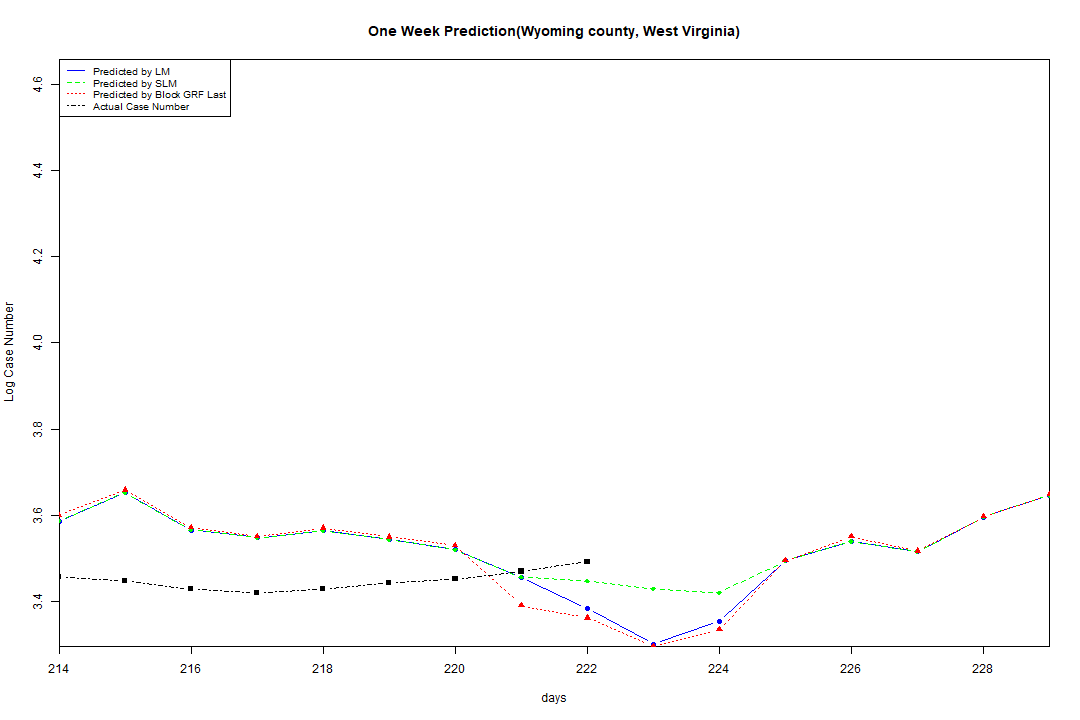 One Week Prediction(Wyoming county, West Virginia)
Predicted by LM
Predicted by SLM
Predicted by Block GRF Last
Actual Case Number
4.6
4.4
4.2
4.0
3.8
3.6
3.4
Log Case Number
214 216 218 220 222 224 226 228
days